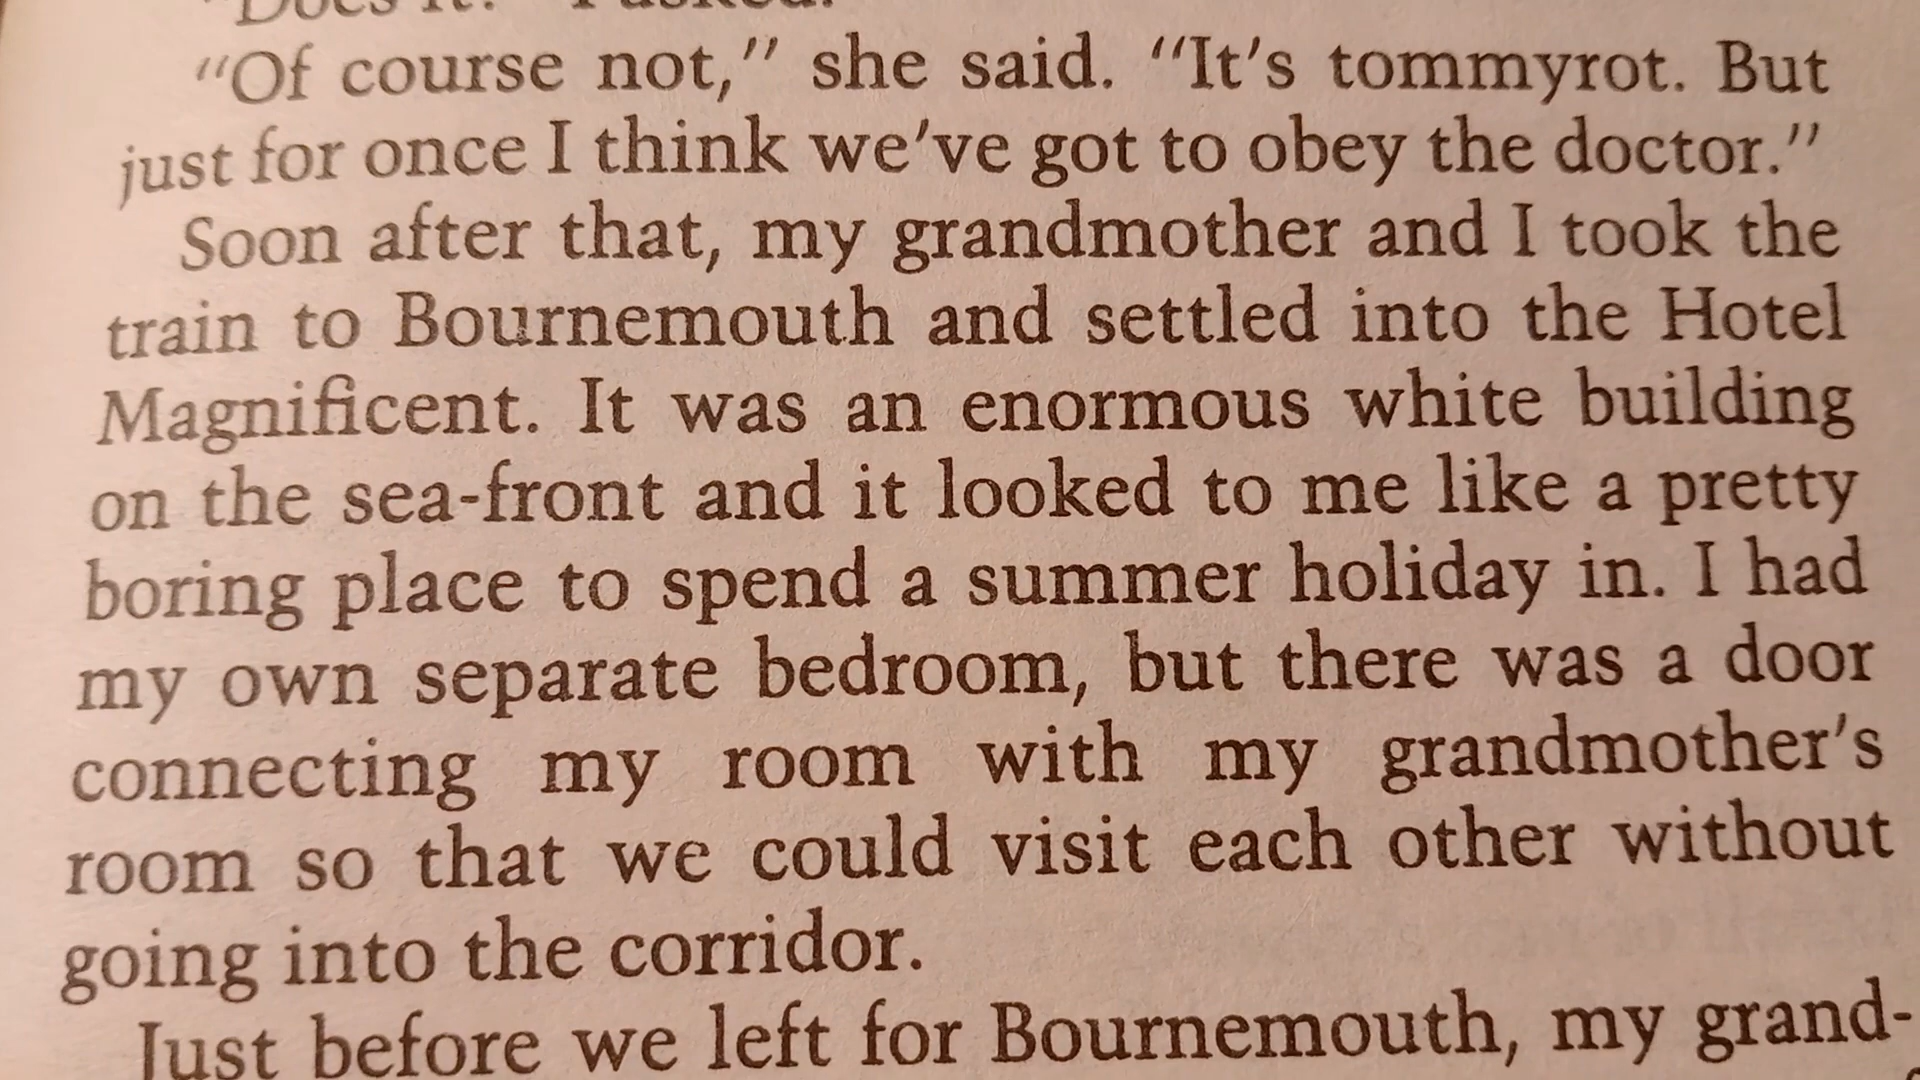 "Does it?" I asked.
"Of course not," she said. "It's tommyrot. But
just for once I think we've got to obey the doctor."
Soon after that, my grandmother and I took the
train to Bournemouth and settled into the Hotel
Magnificent. It was an enormous white building
on the sea-front and it looked to me like a pretty
boring place to spend a summer holiday in. I had
my own separate bedroom, but there was a door
connecting my room with my grandmother's
room so that we could visit each other without
going into the corridor.
Just before we left for Bournemouth, my grand-